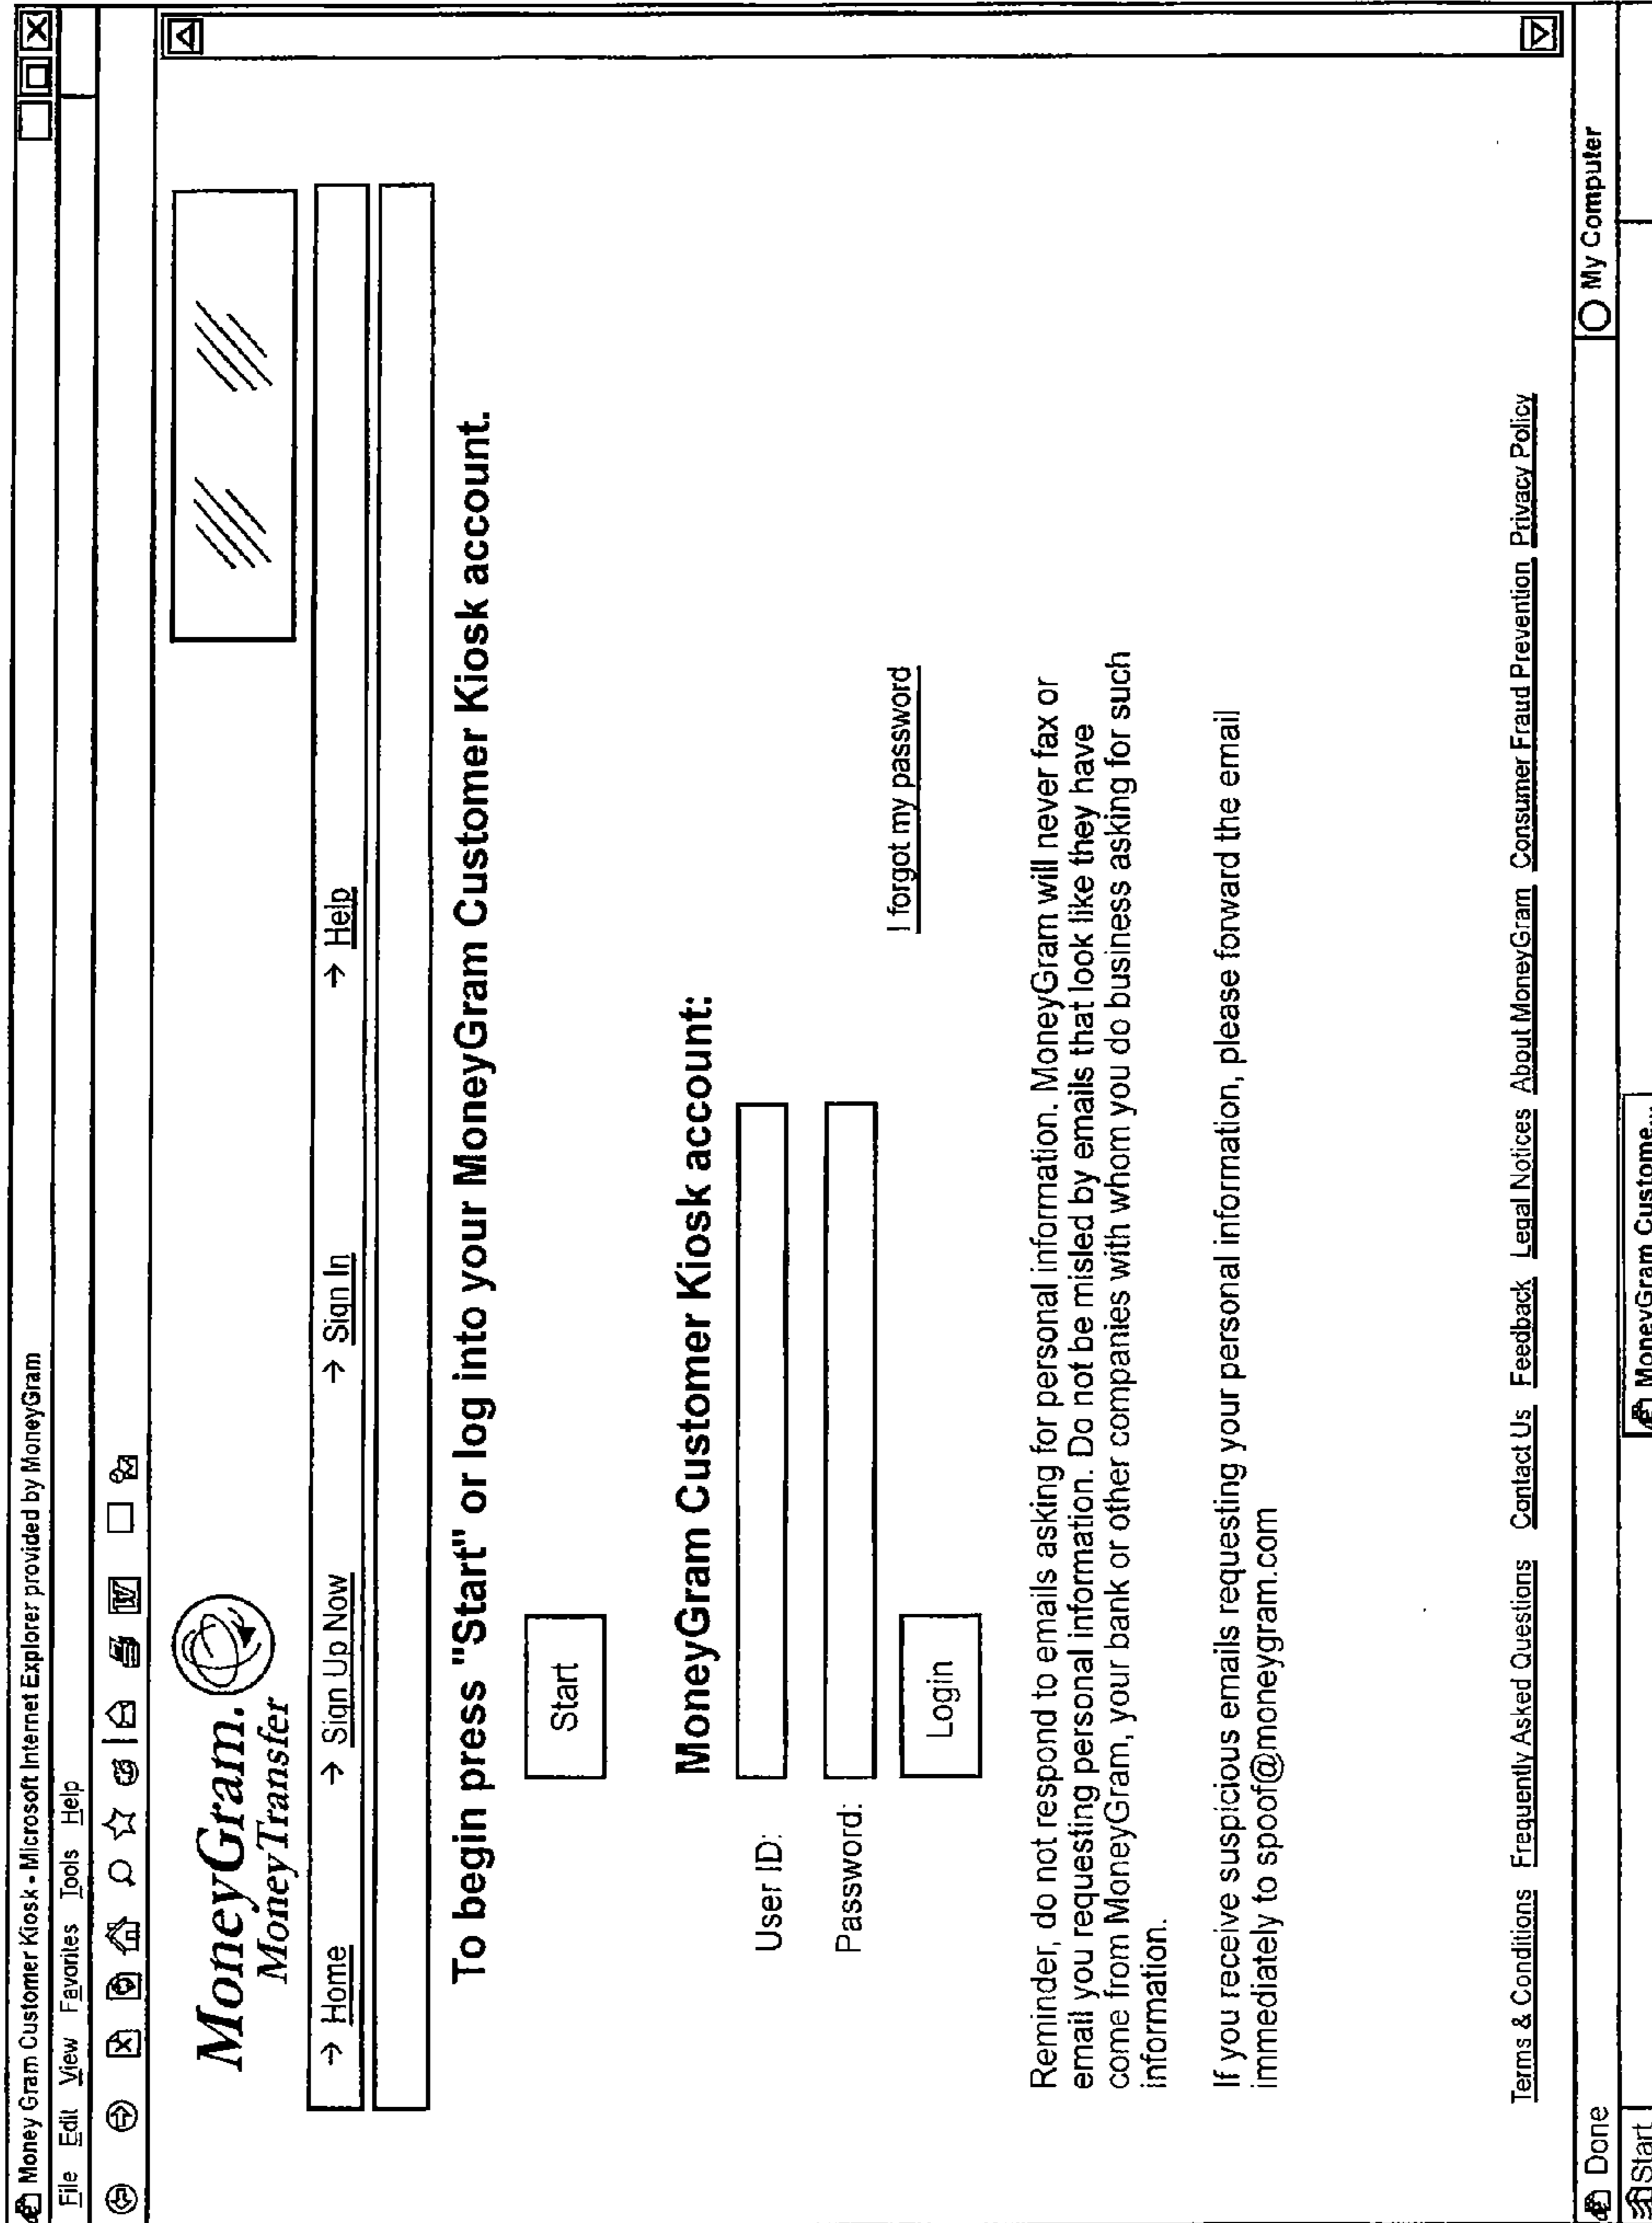 Money Gram Customer Kiosk - Microsoft Internet Explorer provided by MoneyGram
File Edit View Favorites Tools Help
W
MoneyGram.
MoneyTransfer
→ Home → Sign Up Now → Sign In → Help
To begin press "Start" or log into your MoneyGram Customer Kiosk account.
Start
MoneyGram Customer Kiosk account:
User ID:
Password:
I forgot my password
Login
Reminder, do not respond to emails asking for personal information. MoneyGram will never fax or
email you requesting personal information. Do not be misled by emails that look like they have
come from MoneyGram, your bank or other companies with whom you do business asking for such
information.
If you receive suspicious emails requesting your personal information, please forward the email
immediately to spoof@moneygram.com
Terms & Conditions Frequently Asked Questions Contact Us Feedback Legal Notices About MoneyGram Consumer Fraud Prevention Privacy Policy
Done My Computer
Start MoneyGram Custome...